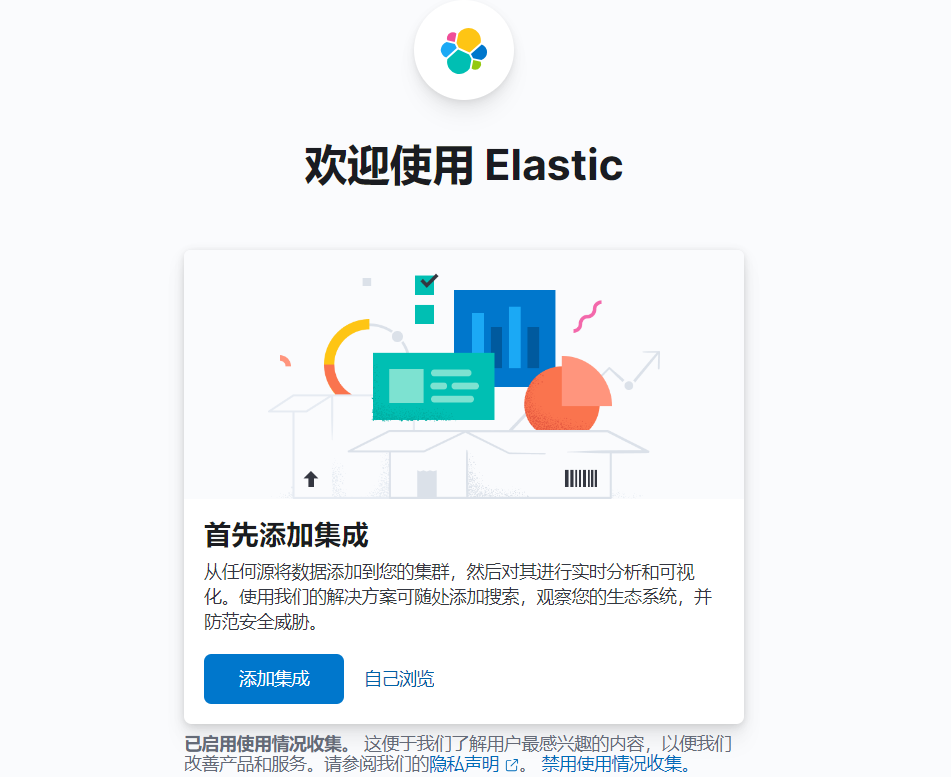 欢迎使用 Elastic
首先添加集成
从任何源将数据添加到您的集群，然后对其进行实时分析和可视
化。使用我们的解决方案可随处添加搜索，观察您的生态系统，并
防范安全威胁。
添加集成 自己浏览
已启用使用情况收集。 这便于我们了解用户最感兴趣的内容，以便我们
改善产品和服务。请参阅我们的隐私声明 。 禁用使用情况收集。